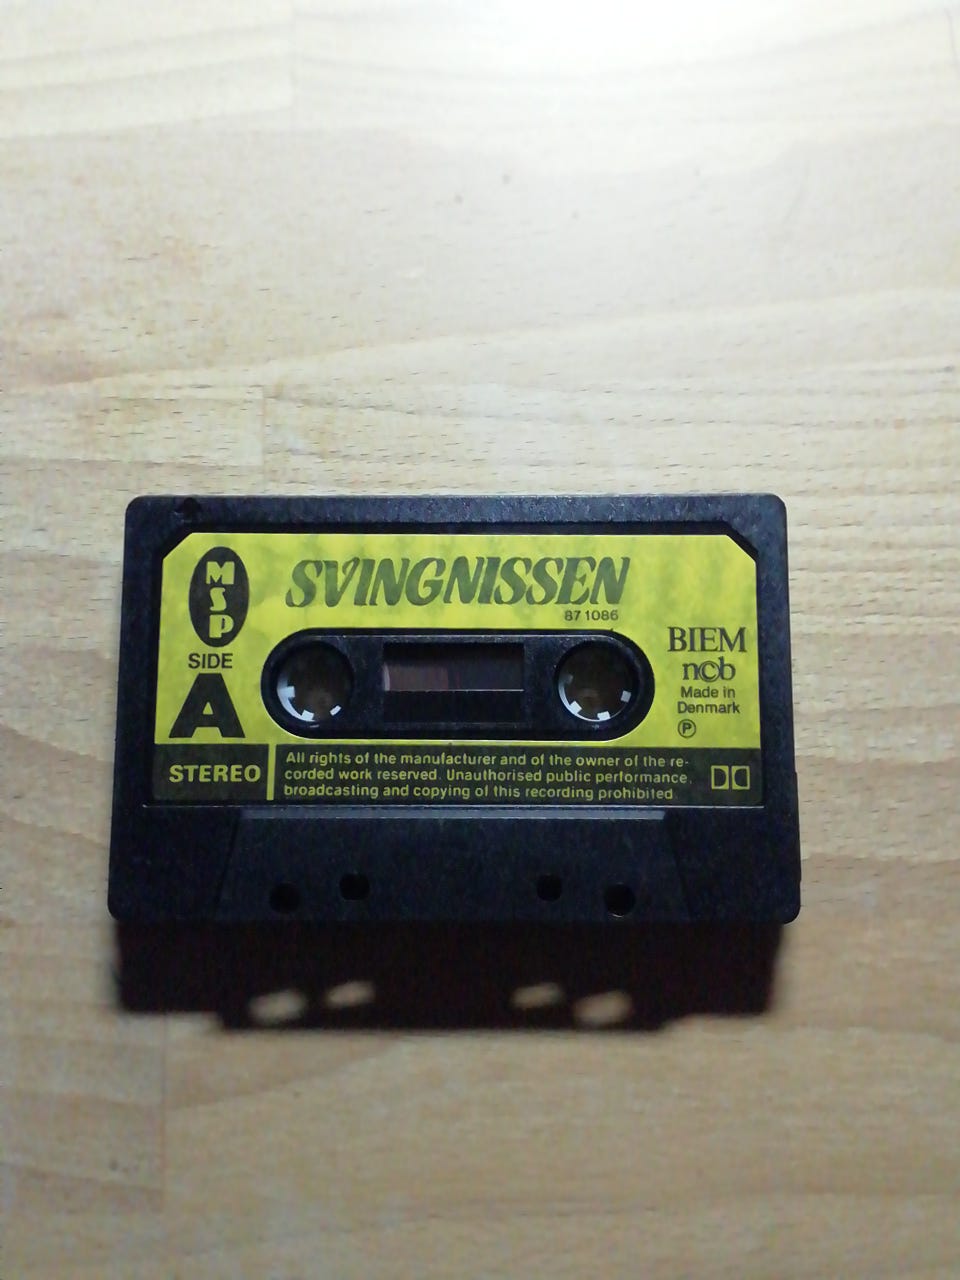 MSP
SVINGNISSEN
87 1086
SIDE
A
BIEM
ncb
Made in
Denmark
Ⓟ
STEREO
All rights of the manufacturer and of the owner of the re-
corded work reserved. Unauthorised public performance,
broadcasting and copying of this recording prohibited.